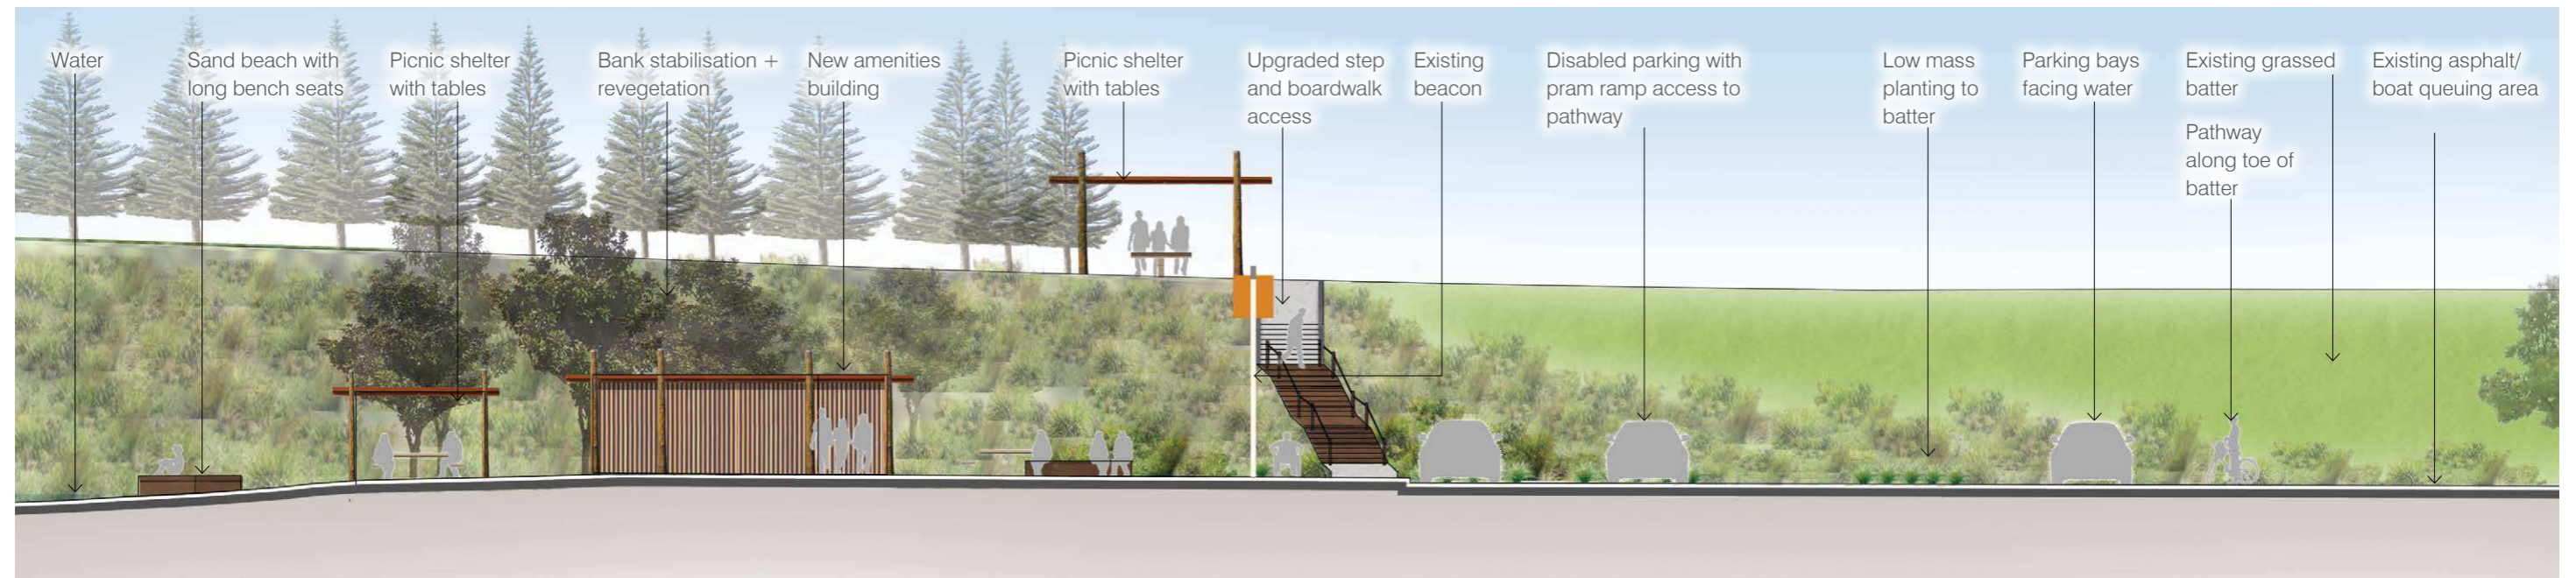 Water
Sand beach with
long bench seats
Picnic shelter
with tables
Bank stabilisation +
revegetation
New amenities
building
Picnic shelter
with tables
Upgraded step
and boardwalk
access
Existing
beacon
Disabled parking with
pram ramp access to
pathway
Low mass
planting to
batter
Parking bays
facing water
Existing grassed
batter
Pathway
along toe of
batter
Existing asphalt/
boat queuing area